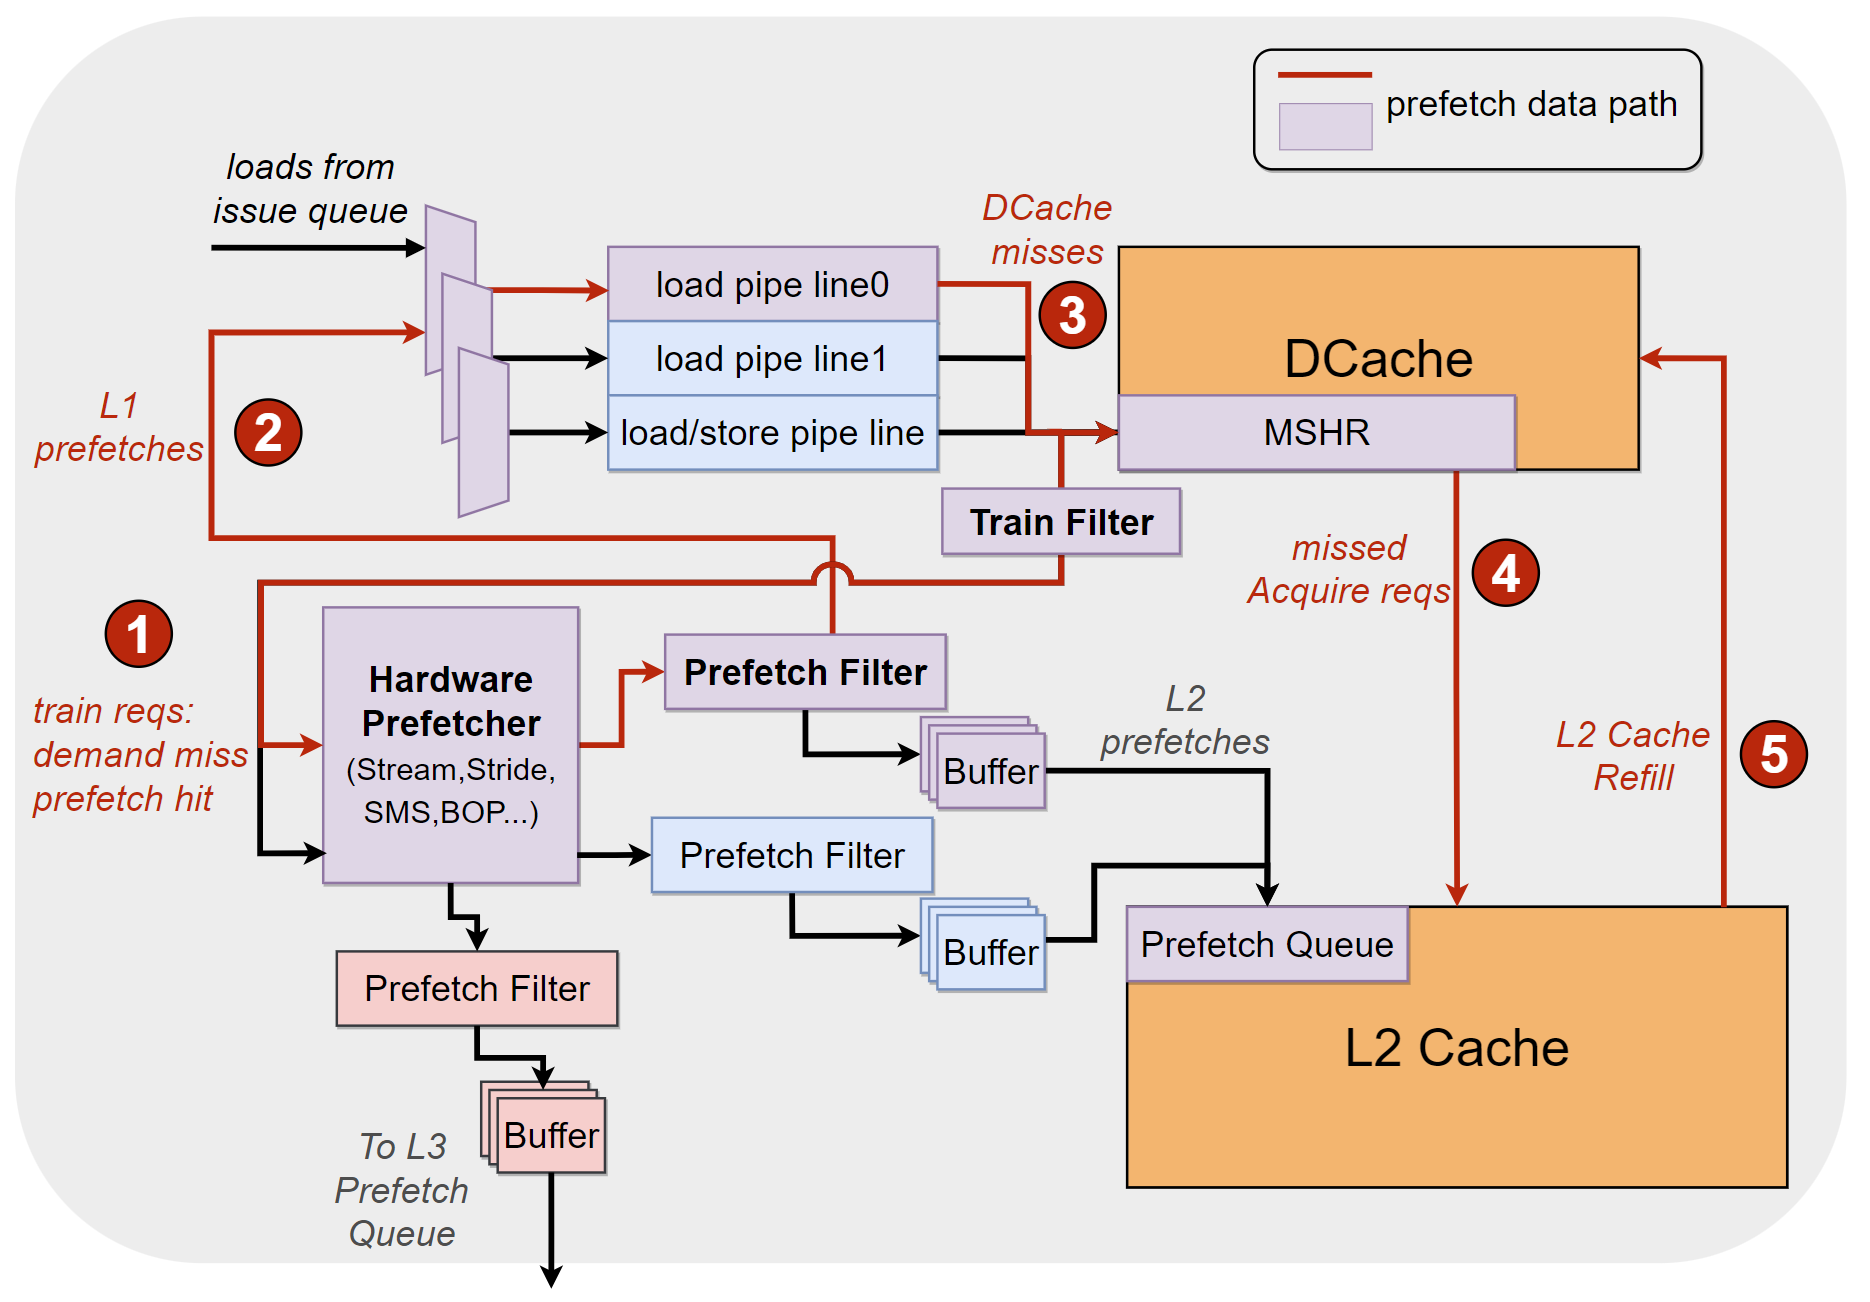 prefetch data path
loads from
issue queue
DCache
misses
3
load pipe line0
load pipe line1
load/store pipe line
DCache
MSHR
L1
prefetches
2
Train Filter
missed
Acquire reqs
4
1
train reqs:
demand miss
prefetch hit
Hardware
Prefetcher
(Stream,Stride,
SMS,BOP...)
Prefetch Filter
Buffer
L2
prefetches
L2 Cache
Refill
5
Prefetch Filter
Buffer
Prefetch Queue
L2 Cache
Prefetch Filter
Buffer
To L3
Prefetch
Queue